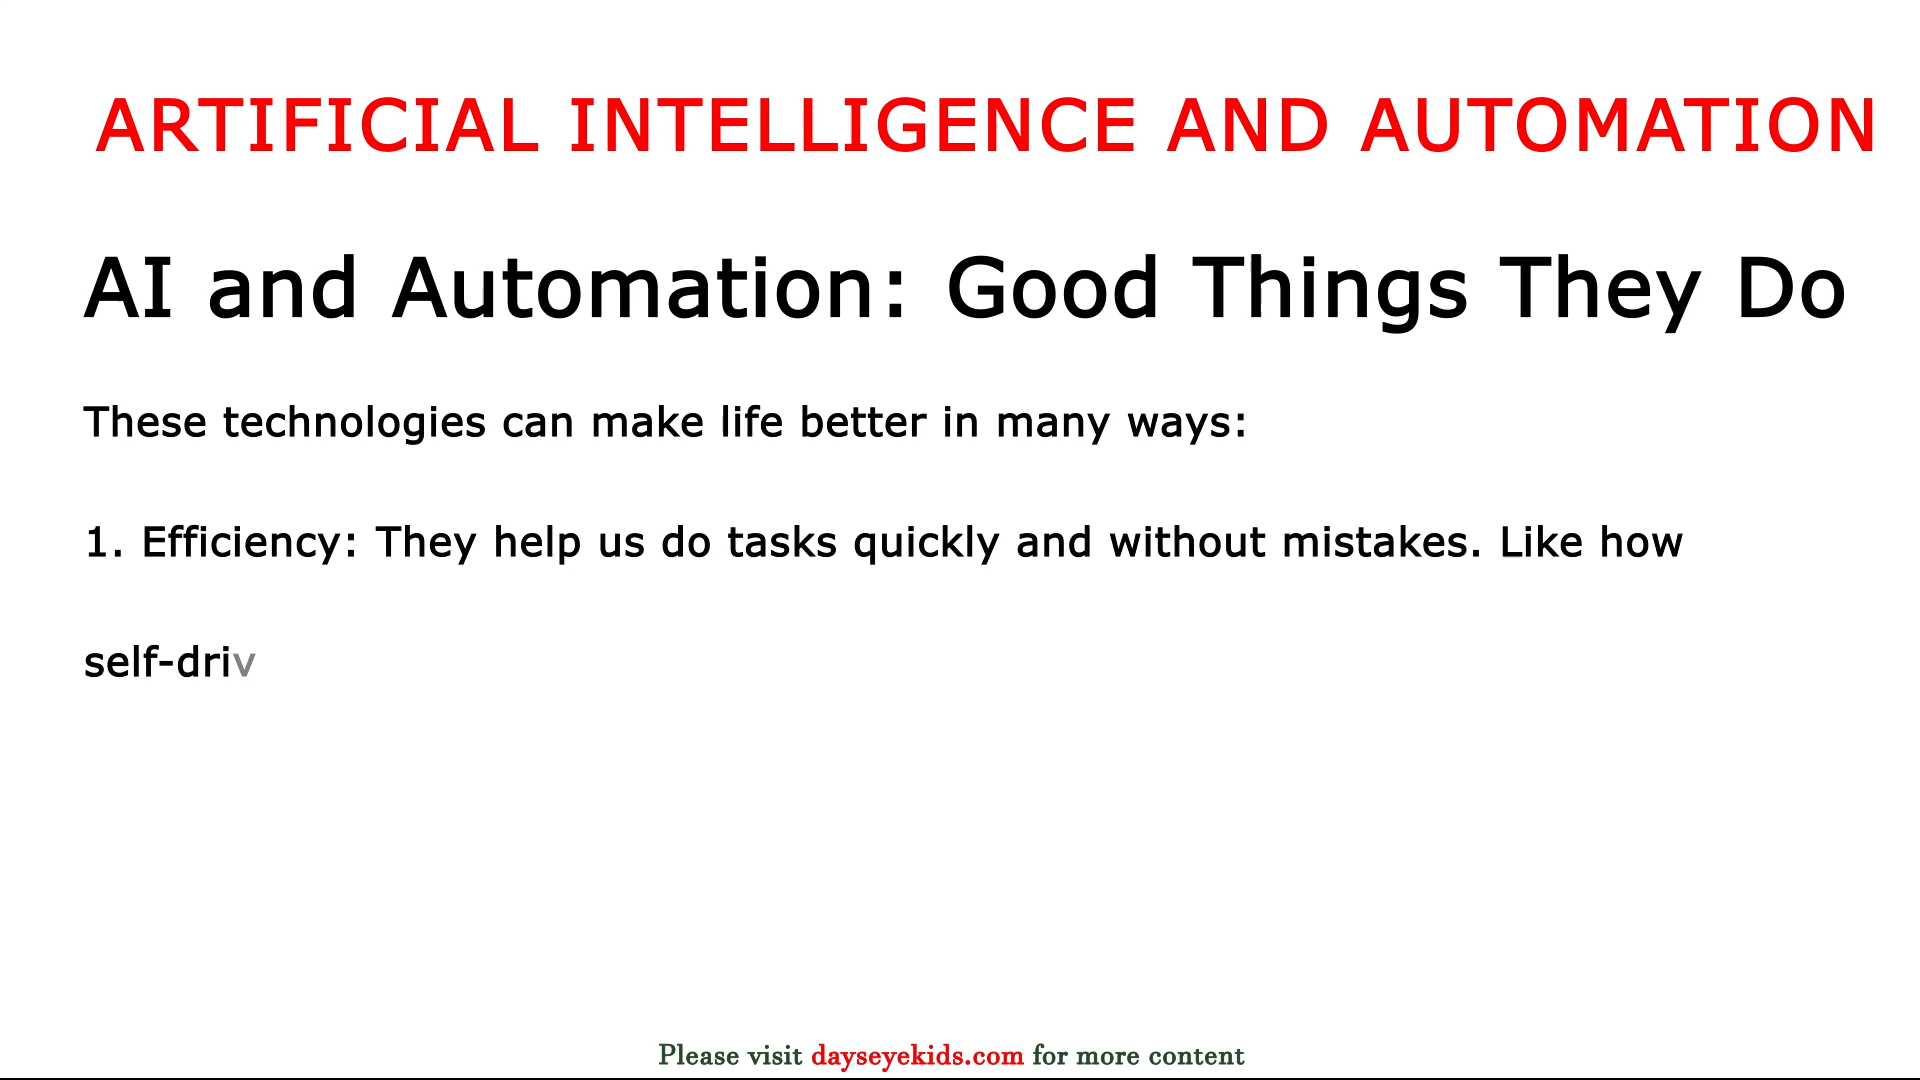 ARTIFICIAL INTELLIGENCE AND AUTOMATION
AI and Automation: Good Things They Do
These technologies can make life better in many ways:
1. Efficiency: They help us do tasks quickly and without mistakes. Like how
self-driv
Please visit dayseyekids.com for more content